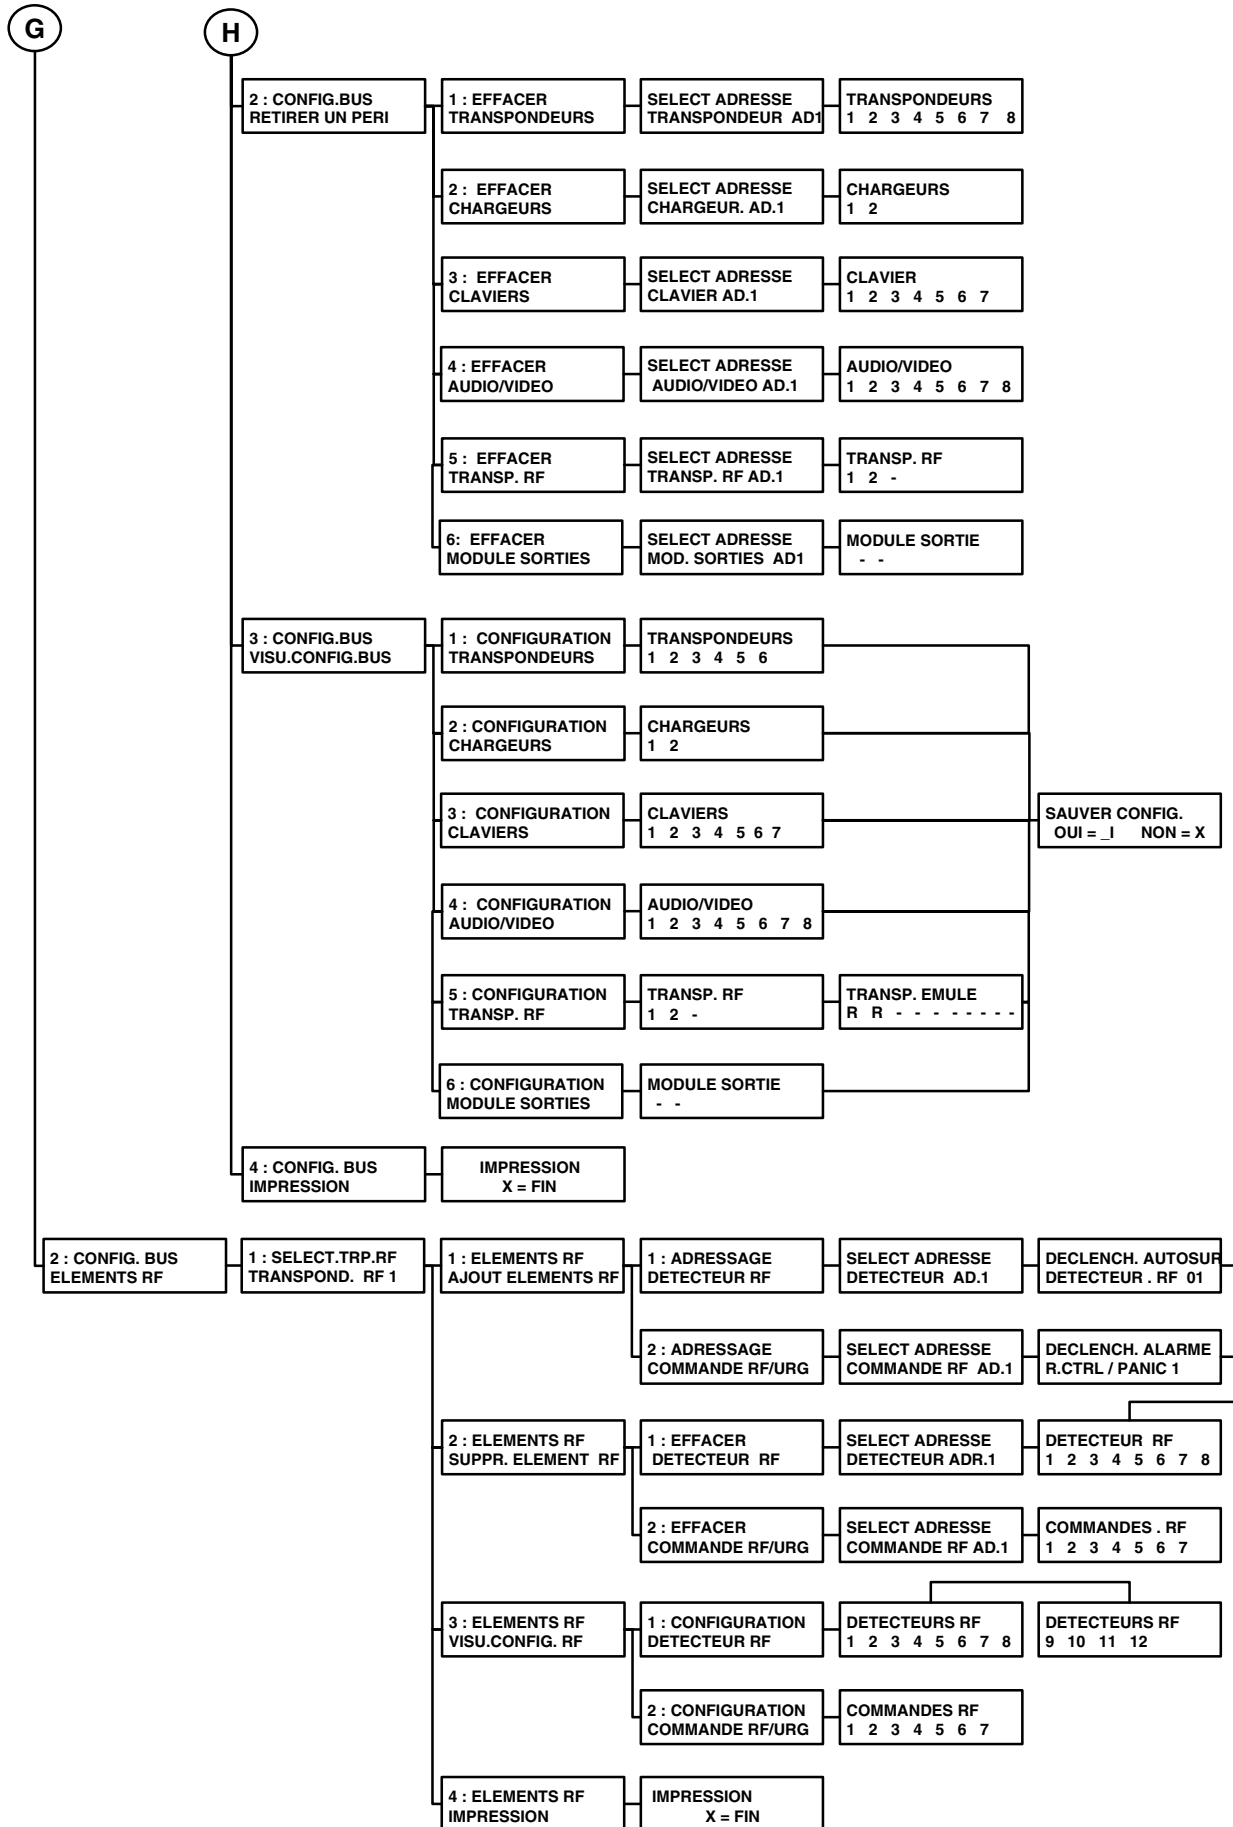 G
H
2 : CONFIG.BUS
RETIRER UN PERI
1 : EFFACER
TRANSPONDEURS
SELECT ADRESSE
TRANSPONDEUR AD1
TRANSPONDEURS
1 2 3 4 5 6 7 8
2 : EFFACER
CHARGEURS
SELECT ADRESSE
CHARGEUR. AD.1
CHARGEURS
1 2
3 : EFFACER
CLAVIERS
SELECT ADRESSE
CLAVIER AD.1
CLAVIER
1 2 3 4 5 6 7
4 : EFFACER
AUDIO/VIDEO
SELECT ADRESSE
AUDIO/VIDEO AD.1
AUDIO/VIDEO
1 2 3 4 5 6 7 8
5 : EFFACER
TRANSP. RF
SELECT ADRESSE
TRANSP. RF AD.1
TRANSP. RF
1 2 -
6: EFFACER
MODULE SORTIES
SELECT ADRESSE
MOD. SORTIES AD1
MODULE SORTIE
- -
3 : CONFIG.BUS
VISU.CONFIG.BUS
1 : CONFIGURATION
TRANSPONDEURS
TRANSPONDEURS
1 2 3 4 5 6
2 : CONFIGURATION
CHARGEURS
CHARGEURS
1 2
3 : CONFIGURATION
CLAVIERS
CLAVIERS
1 2 3 4 5 6 7
SAUVER CONFIG.
OUI = _I NON = X
4 : CONFIGURATION
AUDIO/VIDEO
AUDIO/VIDEO
1 2 3 4 5 6 7 8
5 : CONFIGURATION
TRANSP. RF
TRANSP. RF
1 2 -
TRANSP. EMULE
R R - - - - - - -
6 : CONFIGURATION
MODULE SORTIES
MODULE SORTIE
- -
4 : CONFIG. BUS
IMPRESSION
IMPRESSION
X = FIN
2 : CONFIG. BUS
ELEMENTS RF
1 : SELECT.TRP.RF
TRANSPOND. RF 1
1 : ELEMENTS RF
AJOUT ELEMENTS RF
1 : ADRESSAGE
DETECTEUR RF
SELECT ADRESSE
DETECTEUR AD.1
DECLENCH. AUTOSUR
DETECTEUR . RF 01
2 : ADRESSAGE
COMMANDE RF/URG
SELECT ADRESSE
COMMANDE RF AD.1
DECLENCH. ALARME
R.CTRL / PANIC 1
2 : ELEMENTS RF
SUPPR. ELEMENT RF
1 : EFFACER
DETECTEUR RF
SELECT ADRESSE
DETECTEUR ADR.1
DETECTEUR RF
1 2 3 4 5 6 7 8
2 : EFFACER
COMMANDE RF/URG
SELECT ADRESSE
COMMANDE RF AD.1
COMMANDES . RF
1 2 3 4 5 6 7
3 : ELEMENTS RF
VISU.CONFIG. RF
1 : CONFIGURATION
DETECTEUR RF
DETECTEURS RF
1 2 3 4 5 6 7 8
DETECTEURS RF
9 10 11 12
2 : CONFIGURATION
COMMANDE RF/URG
COMMANDES RF
1 2 3 4 5 6 7
4 : ELEMENTS RF
IMPRESSION
IMPRESSION
X = FIN